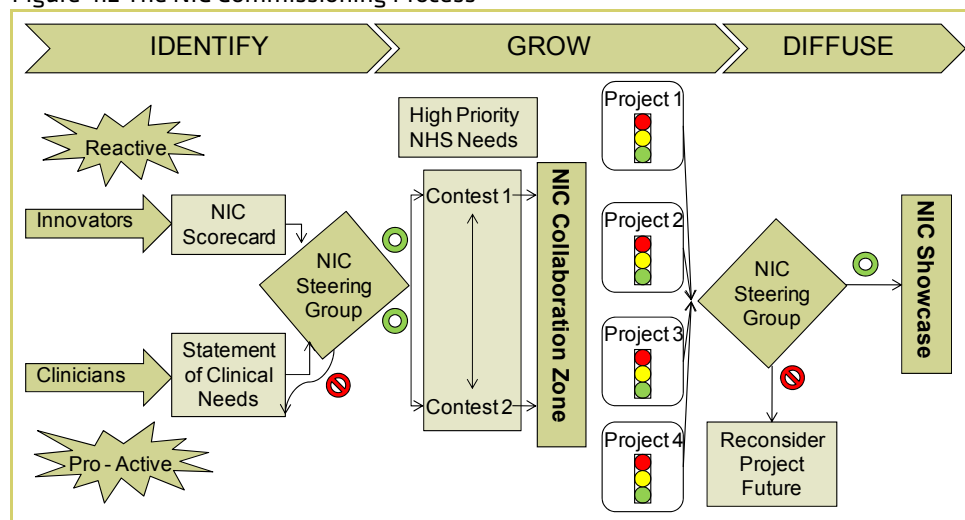 Figure 4.2 The NIC Commissioning Process
IDENTIFY
GROW
DIFFUSE
Reactive
Innovators
NIC
Scorecard
NIC
Steering
Group
Clinicians
Statement
of Clinical
Needs
Pro - Active
High Priority
NHS Needs
Contest 1
Contest 2
NIC Collaboration Zone
Project 1
Project 2
Project 3
Project 4
NIC
Steering
Group
Reconsider
Project
Future
NIC Showcase